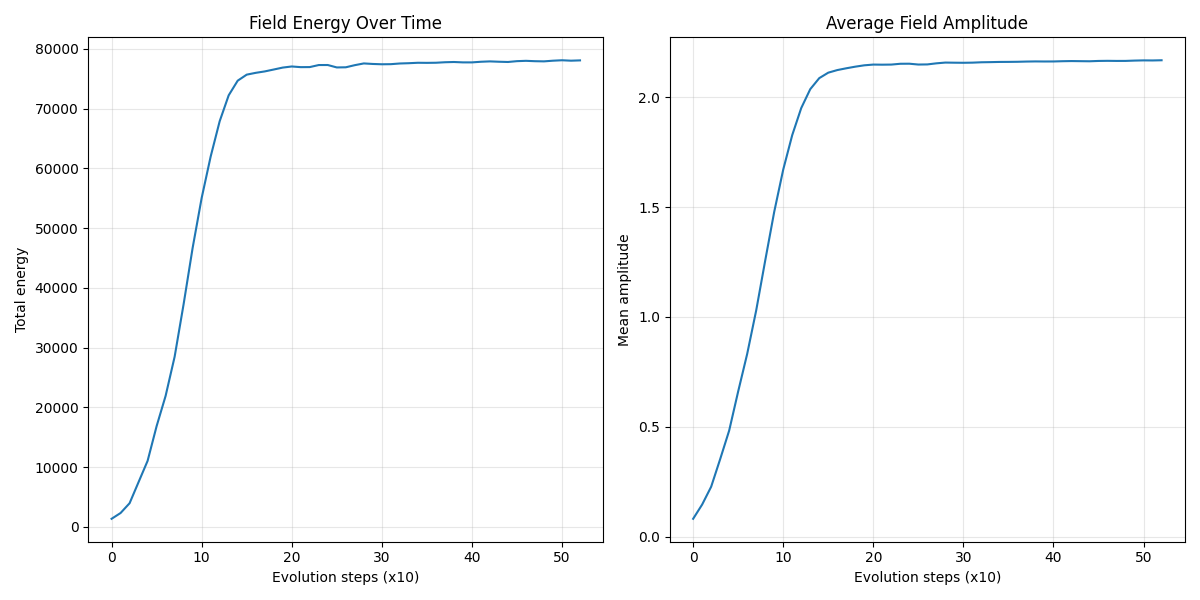 Field Energy Over Time
Total energy
80000
70000
60000
50000
40000
30000
20000
10000
0
0 10 20 30 40 50
Evolution steps (x10)
Average Field Amplitude
Mean amplitude
2.0
1.5
1.0
0.5
0.0
0 10 20 30 40 50
Evolution steps (x10)